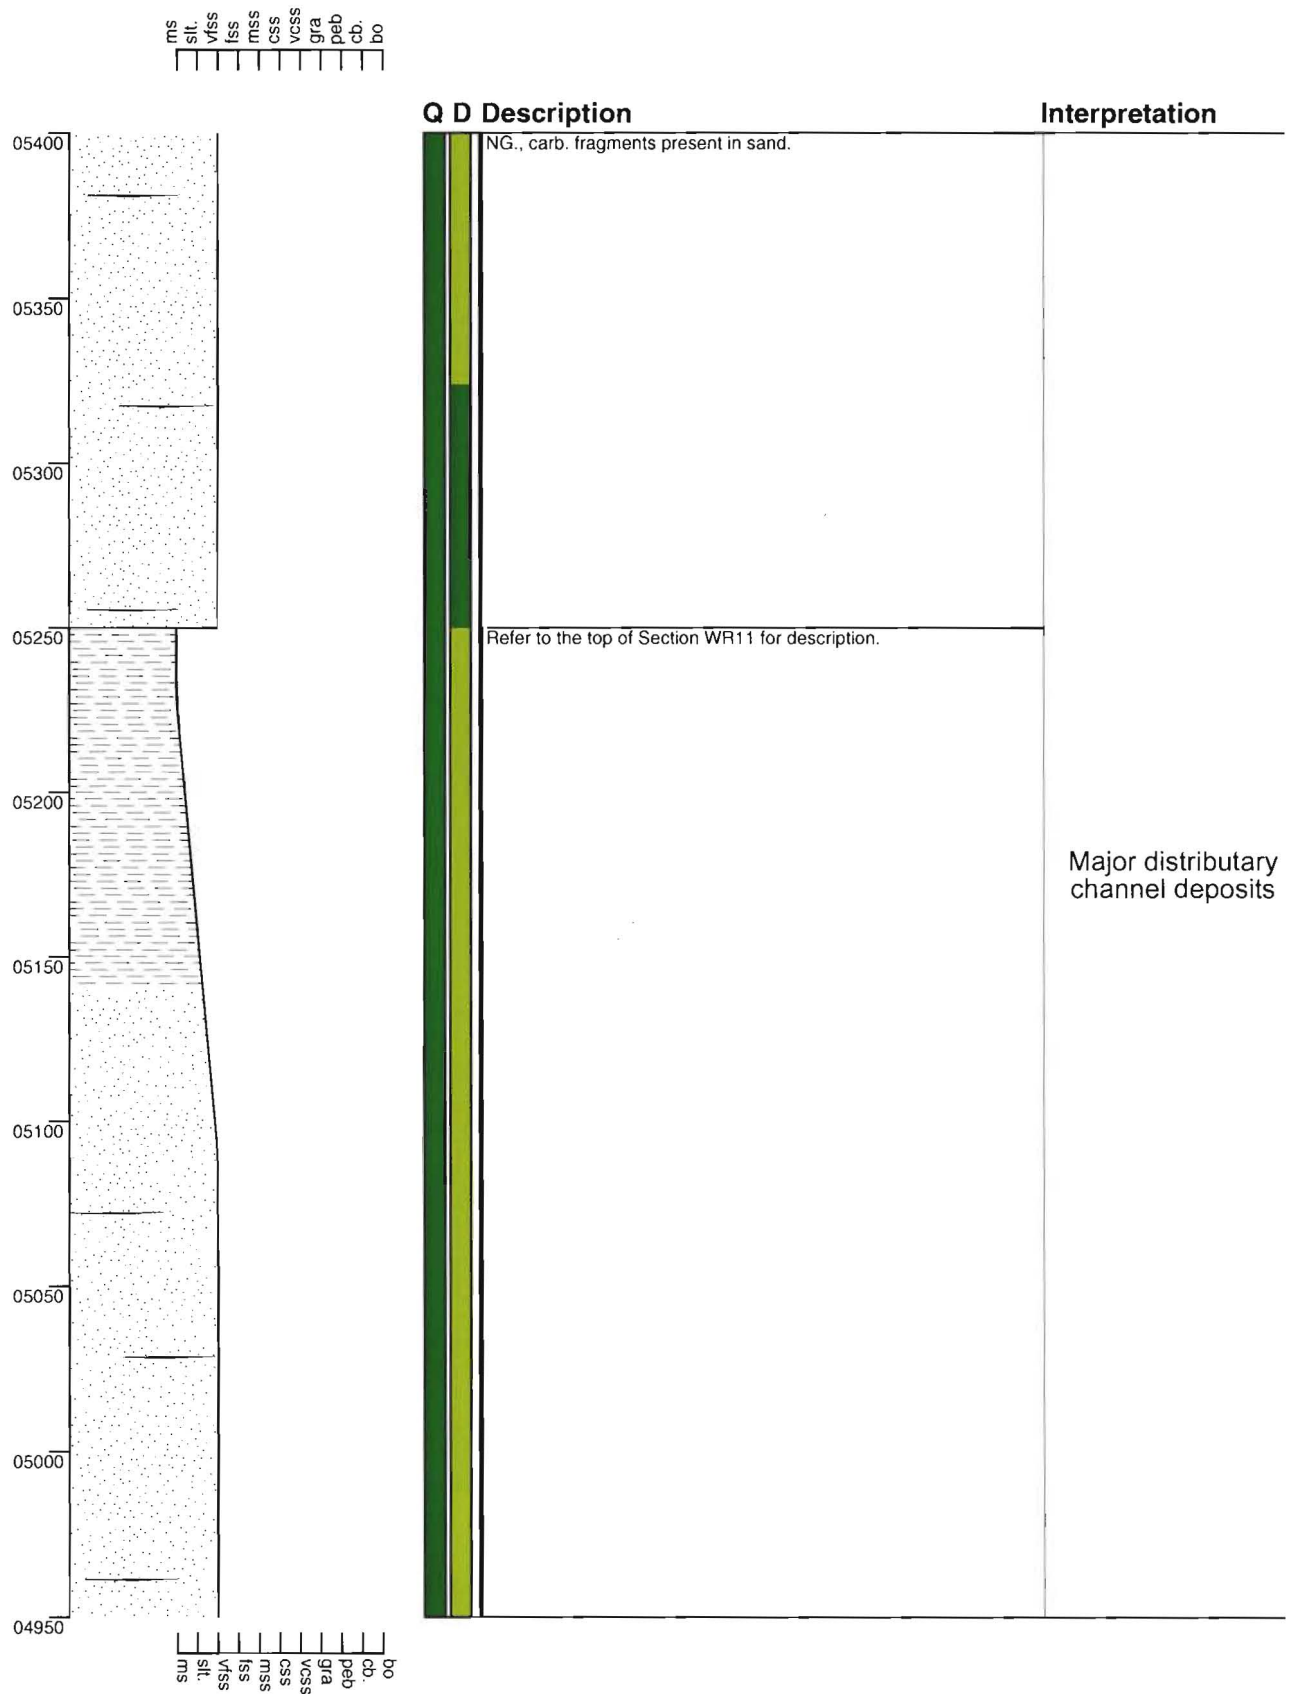 ms
slt.
vfss
fss
mss
css
vcss
gra
peb
cb.
bo
Q D Description Interpretation
05400
NG., carb. fragments present in sand.
05350
05300
05250
Refer to the top of Section WR11 for description.
05200
Major distributary
channel deposits
05150
05100
05050
05000
04950
ms
slt.
vfss
fss
mss
css
vcss
gra
peb
cb.
bo